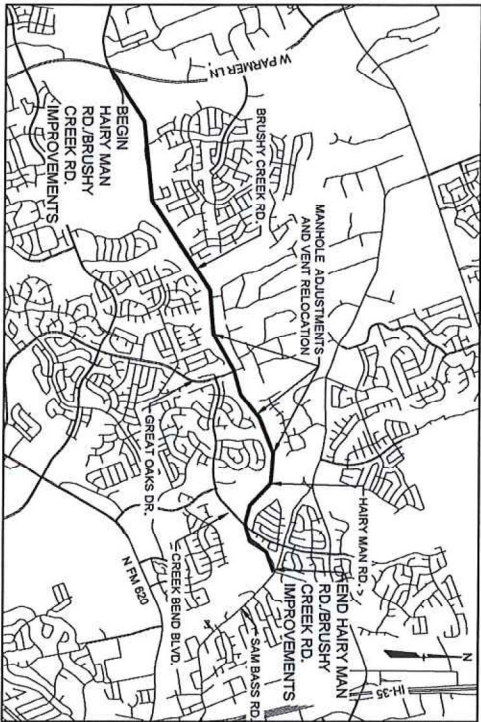 W PARMER LN
BEGIN
HAIRY MAN
RD./BRUSHY
CREEK RD.
IMPROVEMENTS
BRUSHY CREEK RD.
MANHOLE ADJUSTMENTS
AND VENT RELOCATION
GREAT OAKS DR.
HAIRY MAN RD.
END HAIRY MAN
RD./BRUSHY
CREEK RD.
IMPROVEMENTS
CREEK BEND BLVD.
SAM BASS RD.
N FM 620
IH-35
N